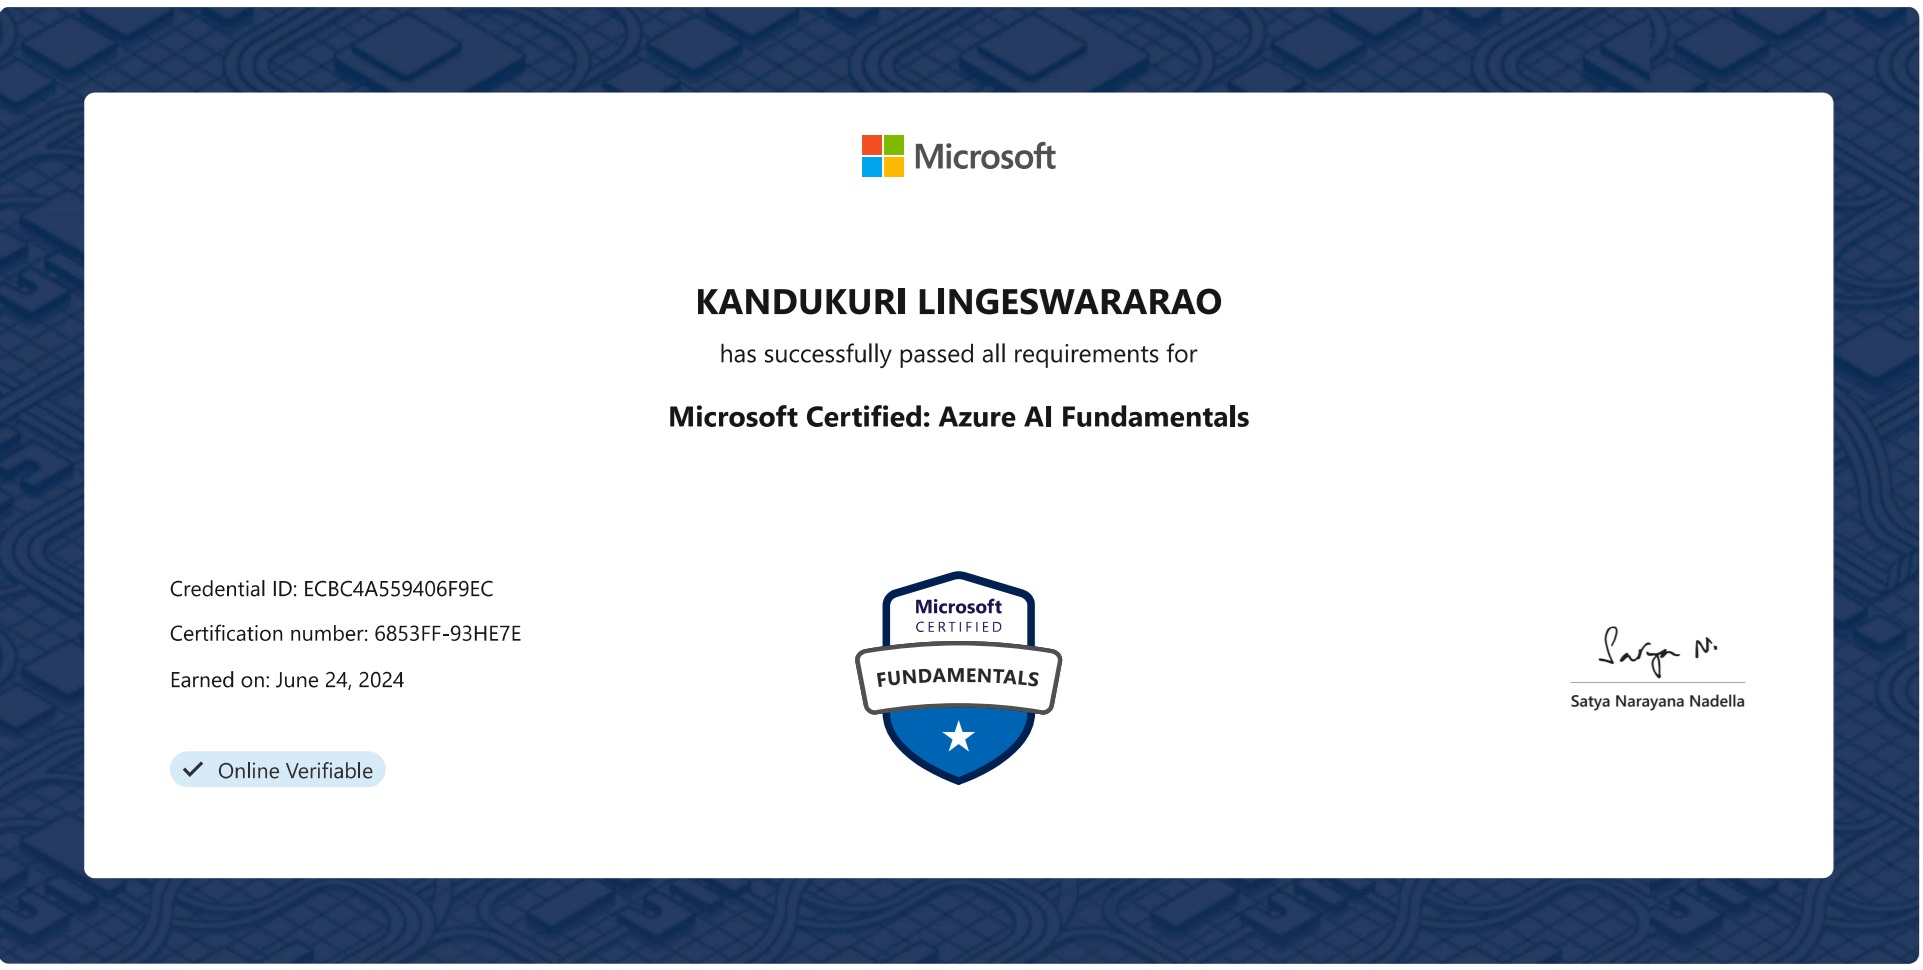 Microsoft
KANDUKURI LINGESWARARAO
has successfully passed all requirements for
Microsoft Certified: Azure AI Fundamentals
Credential ID: ECBC4A559406F9EC
Certification number: 6853FF-93HE7E
Earned on: June 24, 2024
Online Verifiable
Microsoft
CERTIFIED
FUNDAMENTALS
Satya N.
Satya Narayana Nadella